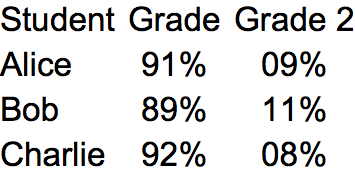 Student Grade Grade 2
Alice 91% 09%
Bob 89% 11%
Charlie 92% 08%